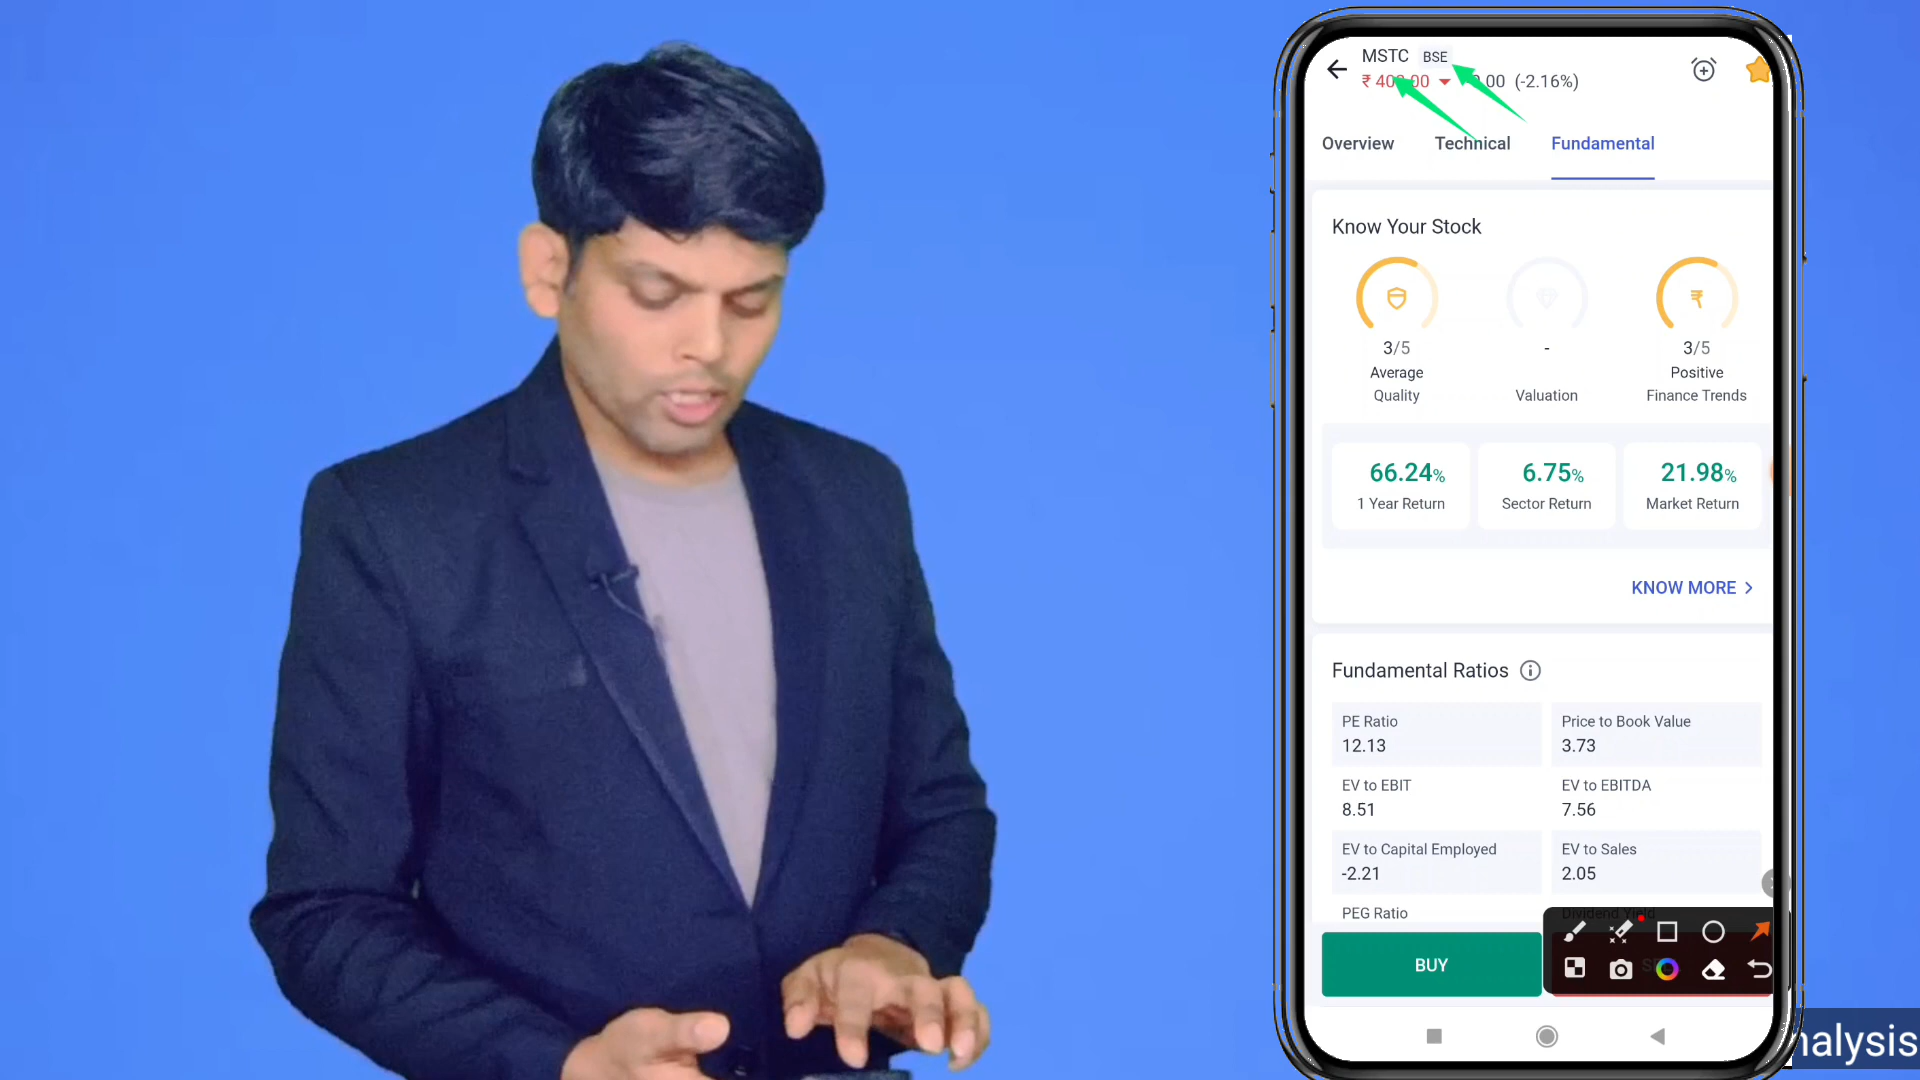 MSTC BSE
.00 (-2.16%)
Overview Technical Fundamental
Know Your Stock
3/5 - 3/5
Average Positive
Quality Valuation Finance Trends
66.24% 6.75% 21.98%
1 Year Return Sector Return Market Return
KNOW MORE >
Fundamental Ratios
PE Ratio Price to Book Value
12.13 3.73
EV to EBIT EV to EBITDA
8.51 7.56
EV to Capital Employed EV to Sales
-2.21 2.05
PEG Ratio Dividend Yield
BUY
nalysis